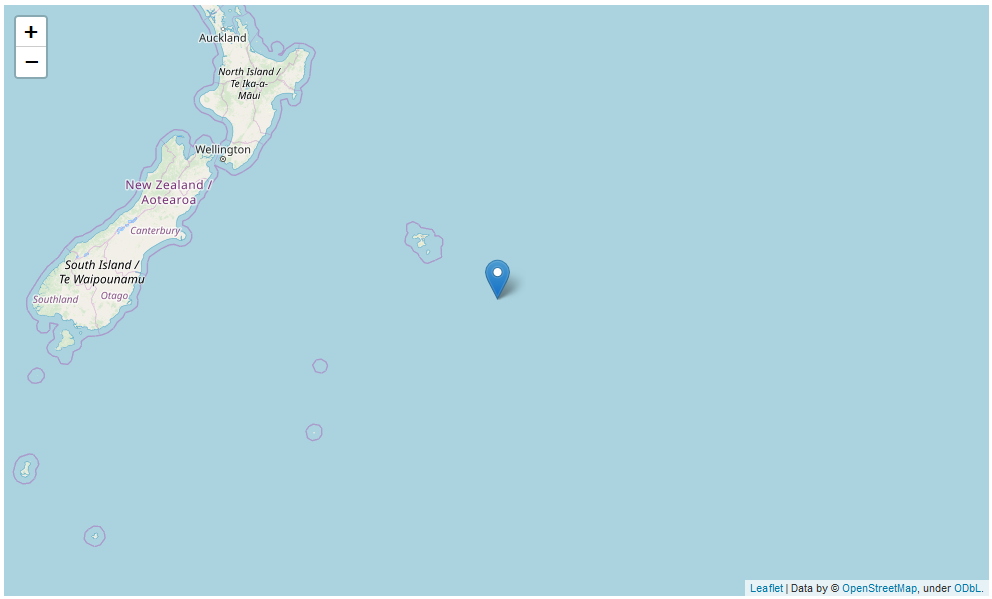 +
−
Auckland
North Island /
Te Ika-a-
Māui
Wellington
New Zealand /
Aotearoa
Canterbury
South Island /
Te Waipounamu
Southland
Otago
Leaflet | Data by © OpenStreetMap, under ODbL.